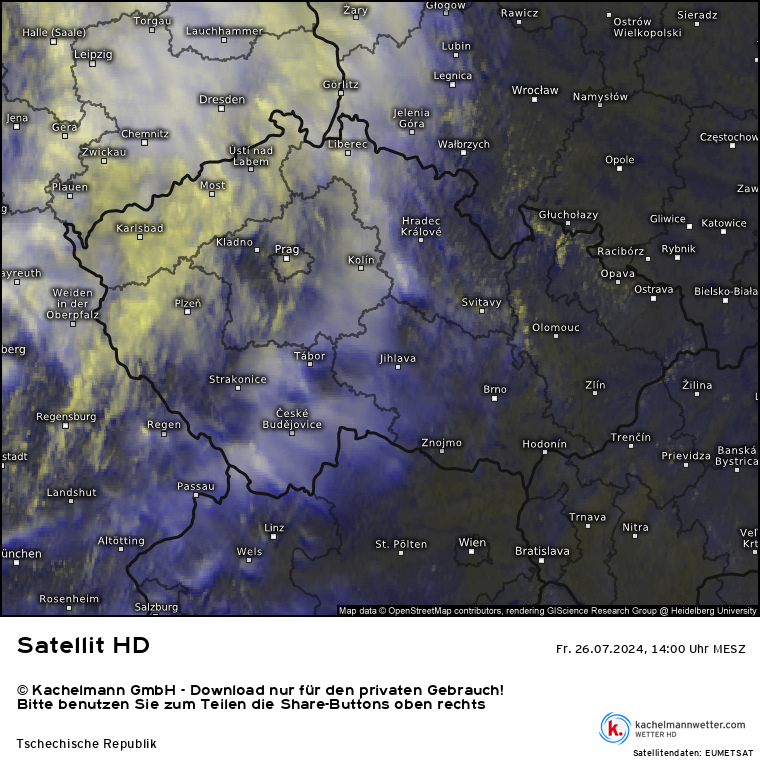 Żary
Głogow
Rawicz
Sieradz
Torgau
Ostrów
Wielkopolski
Halle (Saale)
Lauchhammer
Lubin
Leipzig
Legnica
Görlitz
Wrocław
Namysłów
Dresden
Jelenia
Góra
Jena
Gera
Chemnitz
Częstochow
Liberec
Wałbrzych
Zwickau
Ústí nad
Labem
Opole
Plauen
Most
Zaw
g
Głuchołazy
Gliwice
Katowice
Karlsbad
Hradec
Králové
Kladno
Prag
Racibórz
Rybnik
Kolín
ayreuth
Opava
Ostrava
Bielsko-Biała
Weiden
in der
Oberpfalz
Plzeň
Svitavy
Olomouc
berg
Tábor
Jihlava
Strakonice
Brno
Zlín
Žilina
Regensburg
Regen
České
Budějovice
Znojmo
Hodonín
Trenčín
Prievidza
Banská
Bystrica
stadt
Landshut
Passau
Trnava
Nitra
Altötting
Linz
Wels
St. Pölten
Wien
Bratislava
Veľ
Krt
ünchen
Rosenheim
Salzburg
Map data © OpenStreetMap contributors, rendering GIScience Research Group @ Heidelberg University
Satellit HD
Fr. 26.07.2024, 14:00 Uhr MESZ
© Kachelmann GmbH - Download nur für den privaten Gebrauch!
Bitte benutzen Sie zum Teilen die Share-Buttons oben rechts
k.
kachelmannwetter.com
WETTER HD
Tschechische Republik
Satellitendaten: EUMETSAT